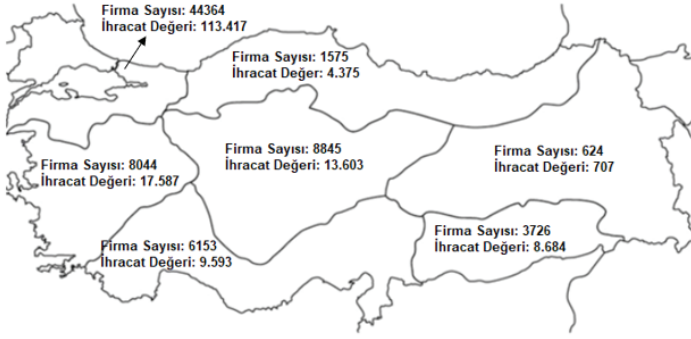 Firma Sayısı: 44364
İhracat Değeri: 113.417
Firma Sayısı: 1575
İhracat Değer: 4.375
Firma Sayısı: 8044
İhracat Değeri: 17.587
Firma Sayısı: 8845
İhracat Değeri: 13.603
Firma Sayısı: 624
İhracat Değeri: 707
Firma Sayısı: 6153
İhracat Değeri: 9.593
Firma Sayısı: 3726
İhracat Değeri: 8.684